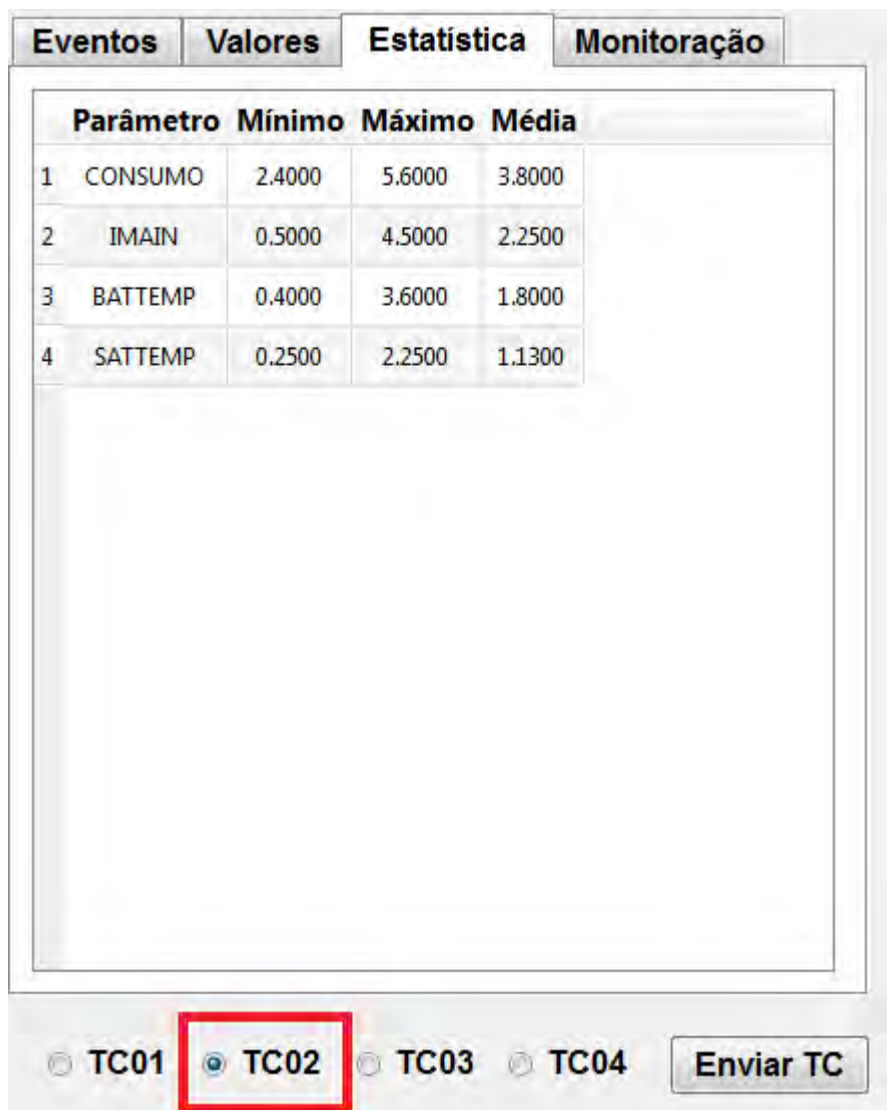 Eventos Valores Estatística Monitoração
Parâmetro Mínimo Máximo Média
1 CONSUMO 2.4000 5.6000 3.8000
2 IMAIN 0.5000 4.5000 2.2500
3 BATTEMP 0.4000 3.6000 1.8000
4 SATTEMP 0.2500 2.2500 1.1300
TC01 TC02 TC03 TC04 Enviar TC